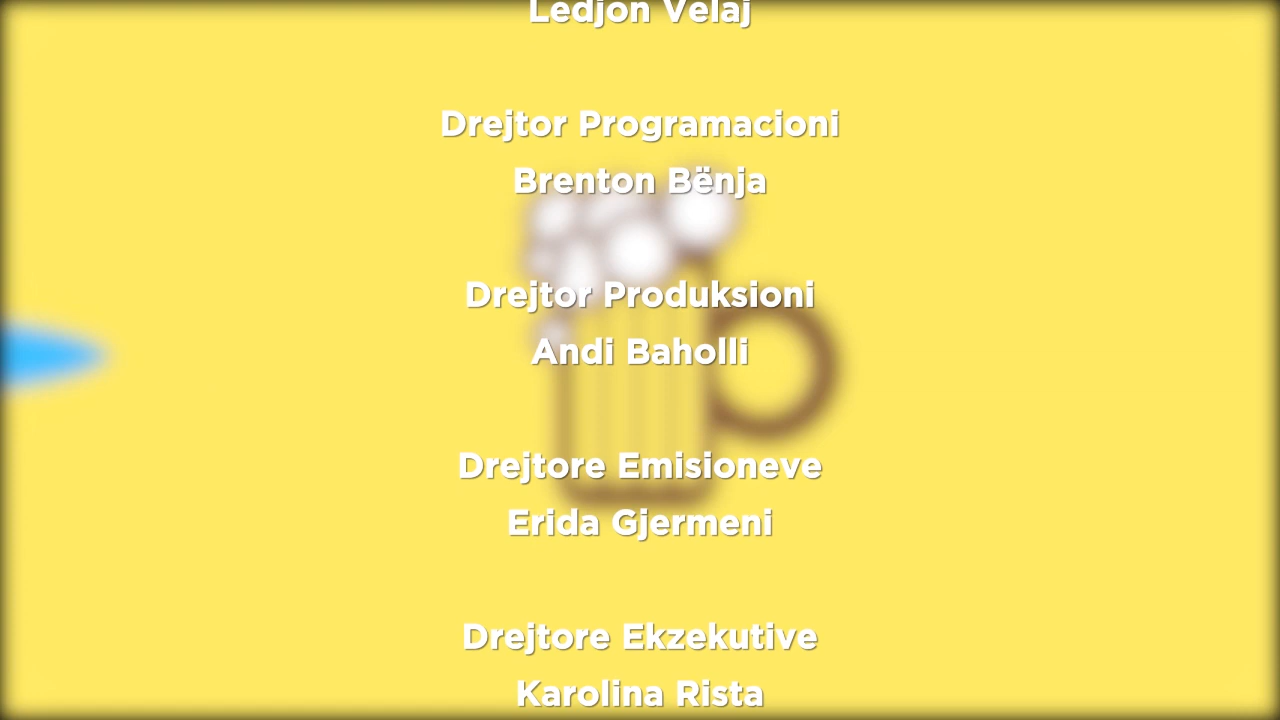 Ledjon Velaj
Drejtor Programacioni
Brenton Bënja
Drejtor Produksioni
Andi Baholli
Drejtore Emisioneve
Erida Gjermeni
Drejtore Ekzekutive
Karolina Rista